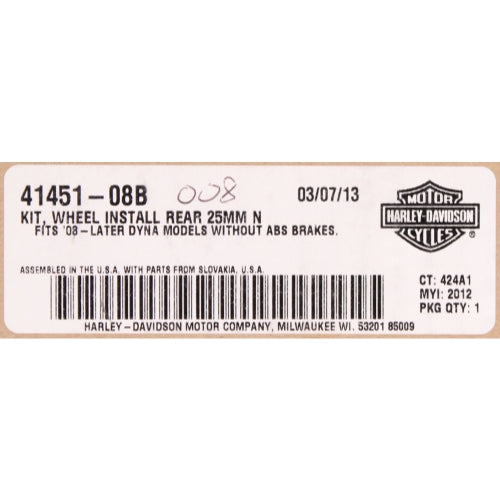 41451-08B 008 03/07/13
KIT, WHEEL INSTALL REAR 25MM N
FITS '08-LATER DYNA MODELS WITHOUT ABS BRAKES.
MOTOR
HARLEY-DAVIDSON
CYCLES
®
ASSEMBLED IN THE U.S.A. WITH PARTS FROM SLOVAKIA, U.S.A.
CT: 424A1
MYI: 2012
PKG QTY: 1
HARLEY-DAVIDSON MOTOR COMPANY, MILWAUKEE WI. 53201 85009